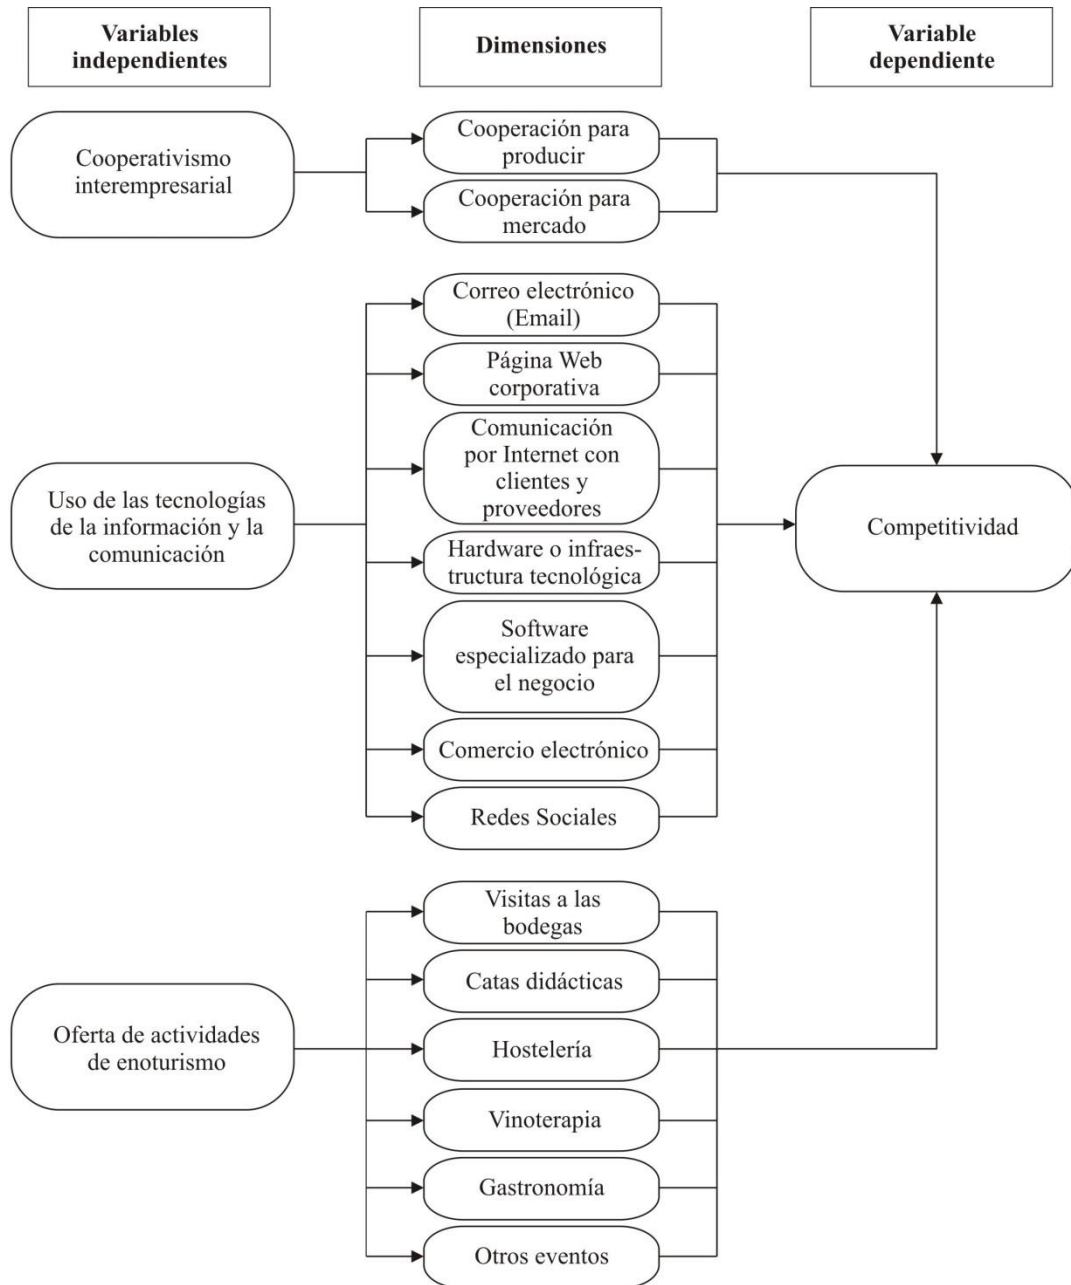 Variables
independientes
Dimensiones
Variable
dependiente
Cooperativismo
interempresarial
Cooperación para
producir
Cooperación para
mercado
Uso de las tecnologías
de la información y la
comunicación
Correo electrónico
(Email)
Página Web
corporativa
Comunicación
por Internet con
clientes y
proveedores
Hardware o infraes-
tructura tecnológica
Software
especializado para
el negocio
Comercio electrónico
Redes Sociales
Competitividad
Oferta de actividades
de enoturismo
Visitas a las
bodegas
Catas didácticas
Hostelería
Vinoterapia
Gastronomía
Otros eventos